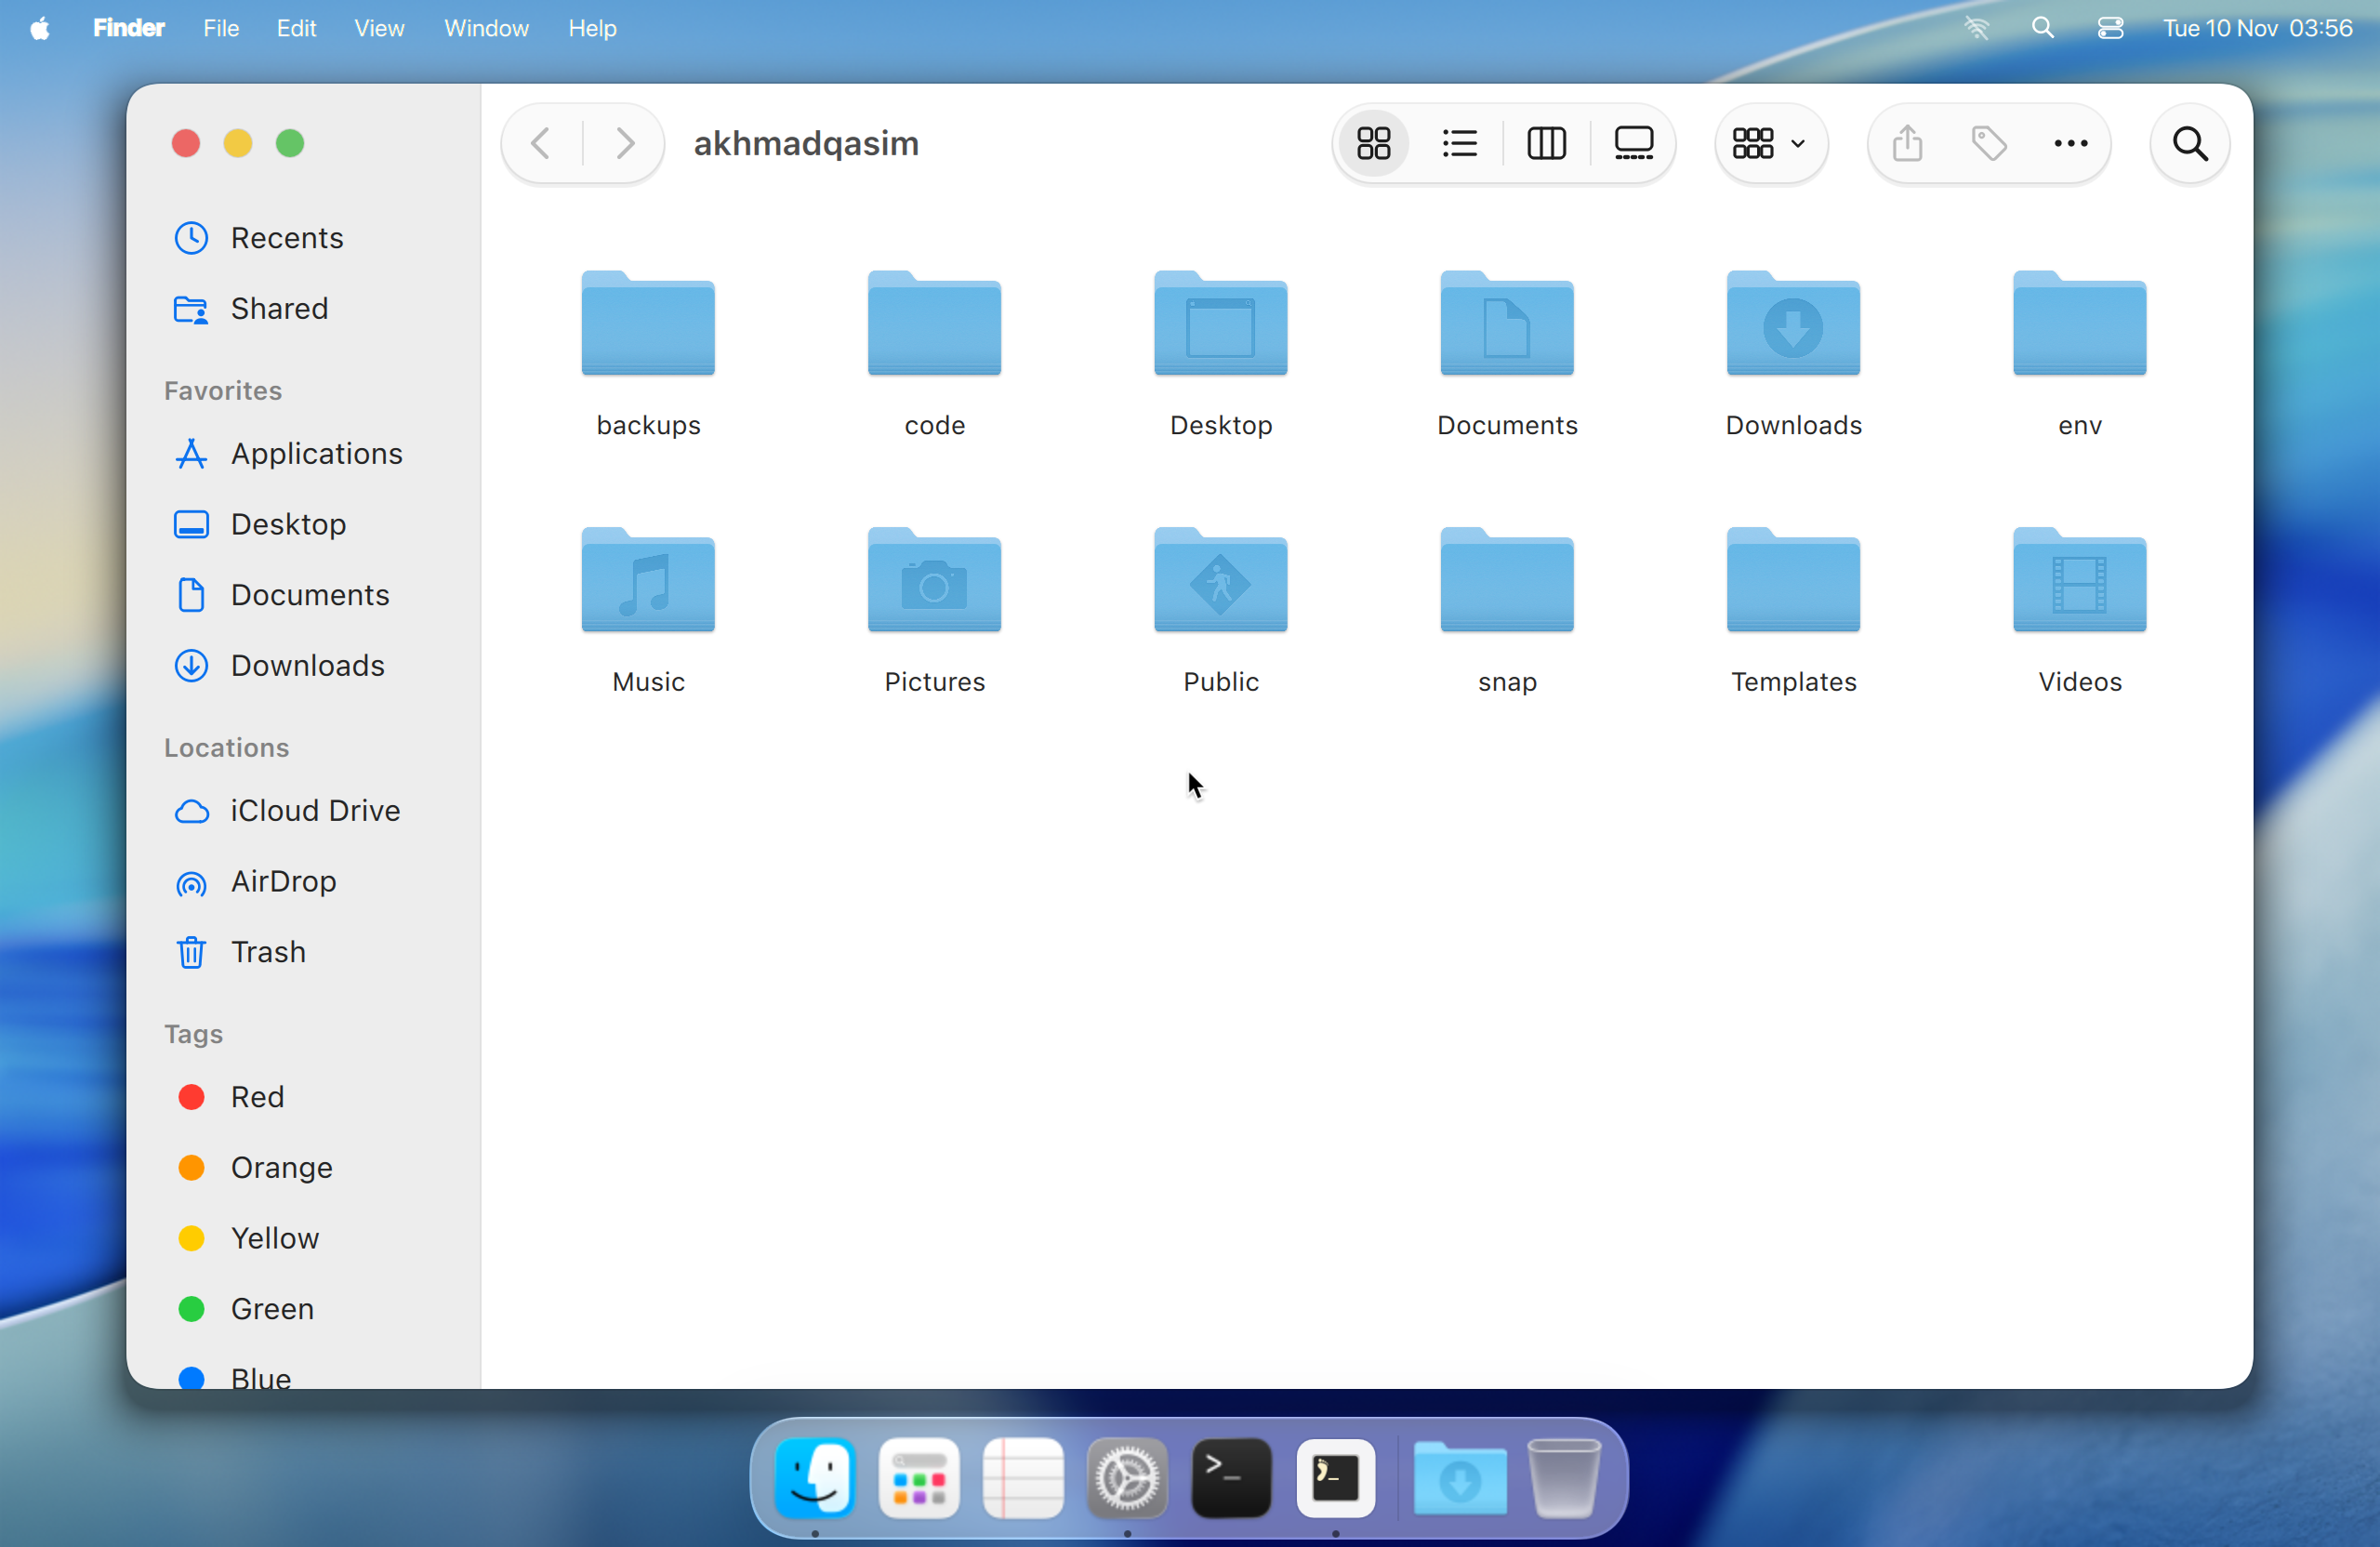 Finder File Edit View Window Help Tue 10 Nov 03:56
akhmadqasim
Recents
Shared
Favorites
Applications
Desktop
Documents
Downloads
Locations
iCloud Drive
AirDrop
Trash
Tags
Red
Orange
Yellow
Green
Blue
backups code Desktop Documents Downloads env
Music Pictures Public snap Templates Videos